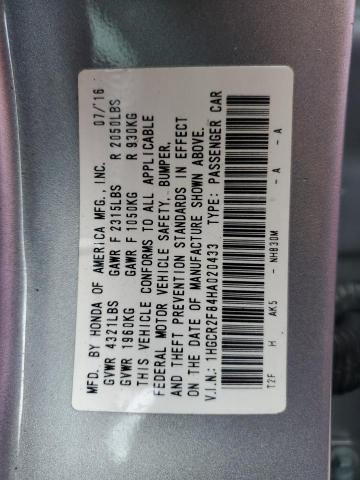 MFD. BY HONDA OF AMERICA MFG., INC. 07/'16
GVWR 4321LBS GAWR F 2315LBS R 2050LBS
GVWR 1960KG GAWR F 1050KG R 930KG
THIS VEHICLE CONFORMS TO ALL APPLICABLE
FEDERAL MOTOR VEHICLE SAFETY, BUMPER,
AND THEFT PREVENTION STANDARDS IN EFFECT
ON THE DATE OF MANUFACTURE SHOWN ABOVE.
V.I.N.: 1HGCR2F84HA020433 TYPE: PASSENGER CAR
T2F H AK5 - NH830M - A - A